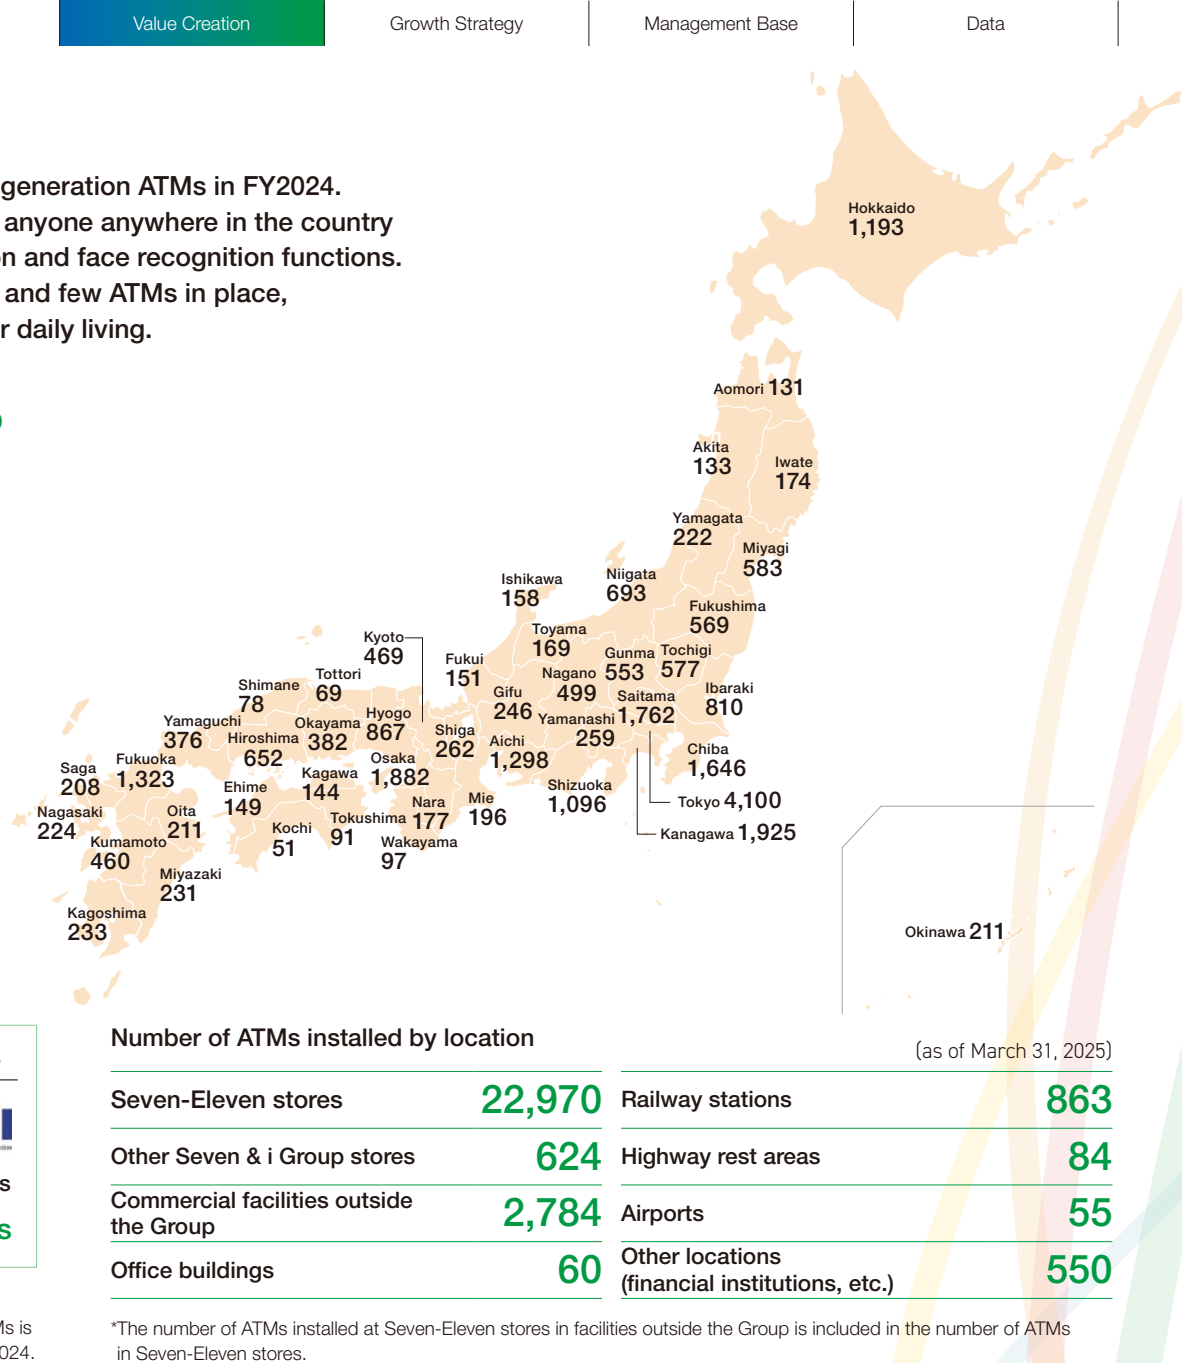 Value Creation
Growth Strategy
Management Base
Data
generation ATMs in FY2024.
anyone anywhere in the country
on and face recognition functions.
and few ATMs in place,
r daily living.
Hokkaido
1,193
Aomori 131
Akita
133
Iwate
174
Yamagata
222
Miyagi
583
Ishikawa
158
Niigata
693
Fukushima
569
Toyama
169
Kyoto
469
Gunma
553
Tochigi
577
Fukui
151
Nagano
499
Tottori
69
Shimane
78
Gifu
246
Saitama
1,762
Ibaraki
810
Yamaguchi
376
Okayama
382
Hyogo
867
Yamanashi
259
Hiroshima
652
Shiga
262
Aichi
1,298
Chiba
1,646
Saga
208
Fukuoka
1,323
Osaka
1,882
Kagawa
144
Ehime
149
Shizuoka
1,096
Tokyo 4,100
Nagasaki
224
Oita
211
Nara
177
Mie
196
Tokushima
91
Kochi
51
Kanagawa 1,925
Kumamoto
460
Wakayama
97
Miyazaki
231
Kagoshima
233
Okinawa 211
Number of ATMs installed by location
(as of March 31, 2025)
Seven-Eleven stores 22,970
Railway stations 863
Other Seven & i Group stores 624
Highway rest areas 84
Commercial facilities outside
the Group 2,784
Airports 55
Office buildings 60
Other locations
(financial institutions, etc.) 550
s
s
Ms is
024.
*The number of ATMs installed at Seven-Eleven stores in facilities outside the Group is included in the number of ATMs
in Seven-Eleven stores.